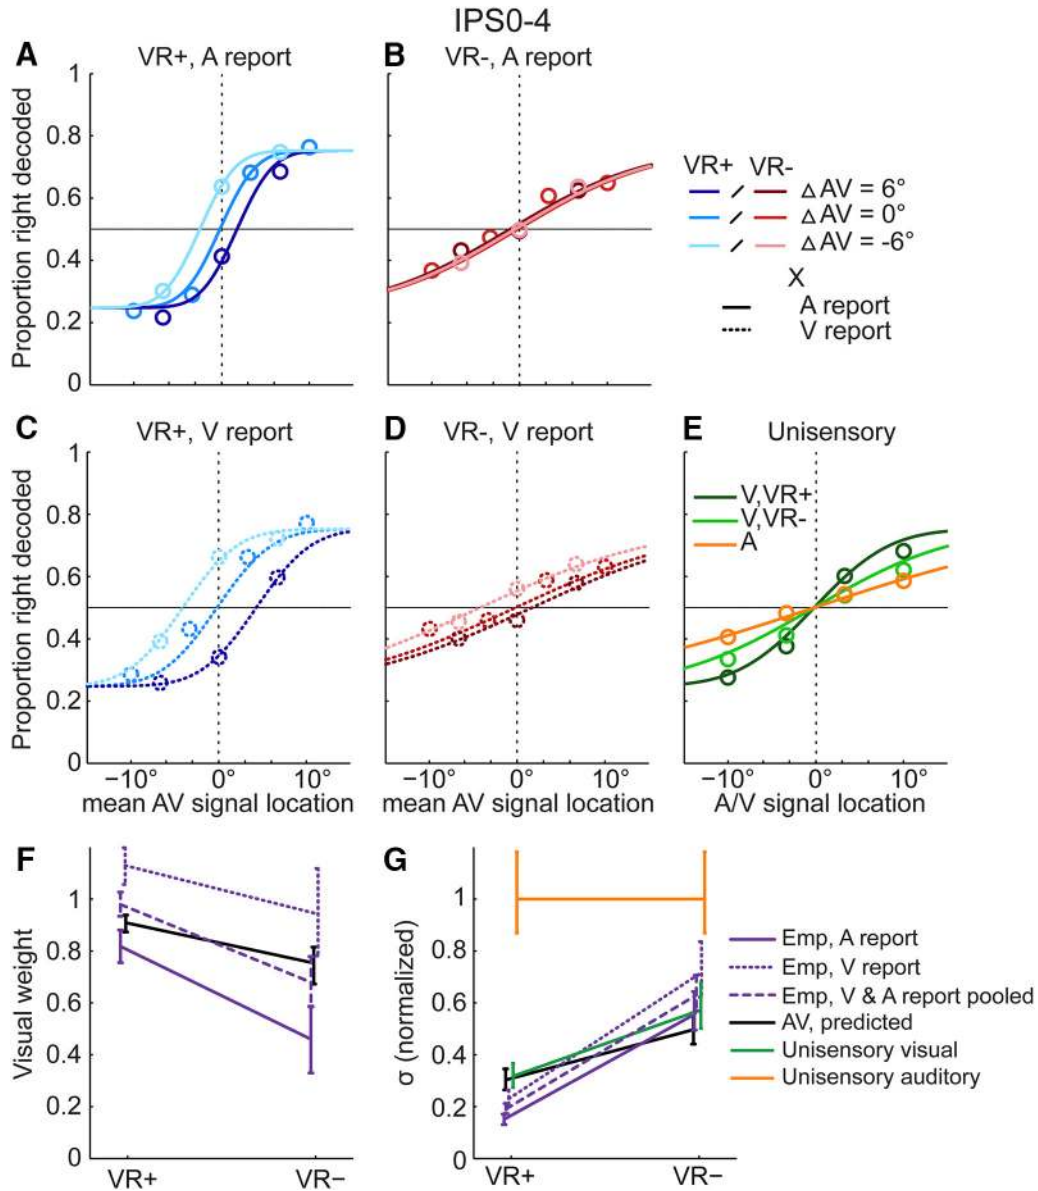 IPS0-4
A
VR+, A report
B
VR-, A report
Proportion right decoded
1
0.8
0.6
0.4
0.2
0
VR+ VR-
△ AV = 6°
△ AV = 0°
△ AV = -6°
X
A report
V report
C
VR+, V report
D
VR-, V report
E
Unisensory
Proportion right decoded
1
0.8
0.6
0.4
0.2
0
V,VR+
V,VR-
A
−10° 0° 10°
mean AV signal location
−10° 0° 10°
mean AV signal location
−10° 0° 10°
A/V signal location
F
Visual weight
1
0.8
0.6
0.4
0.2
0
VR+ VR−
G
σ (normalized)
1
0.8
0.6
0.4
0.2
0
VR+ VR−
Emp, A report
Emp, V report
Emp, V & A report pooled
AV, predicted
Unisensory visual
Unisensory auditory